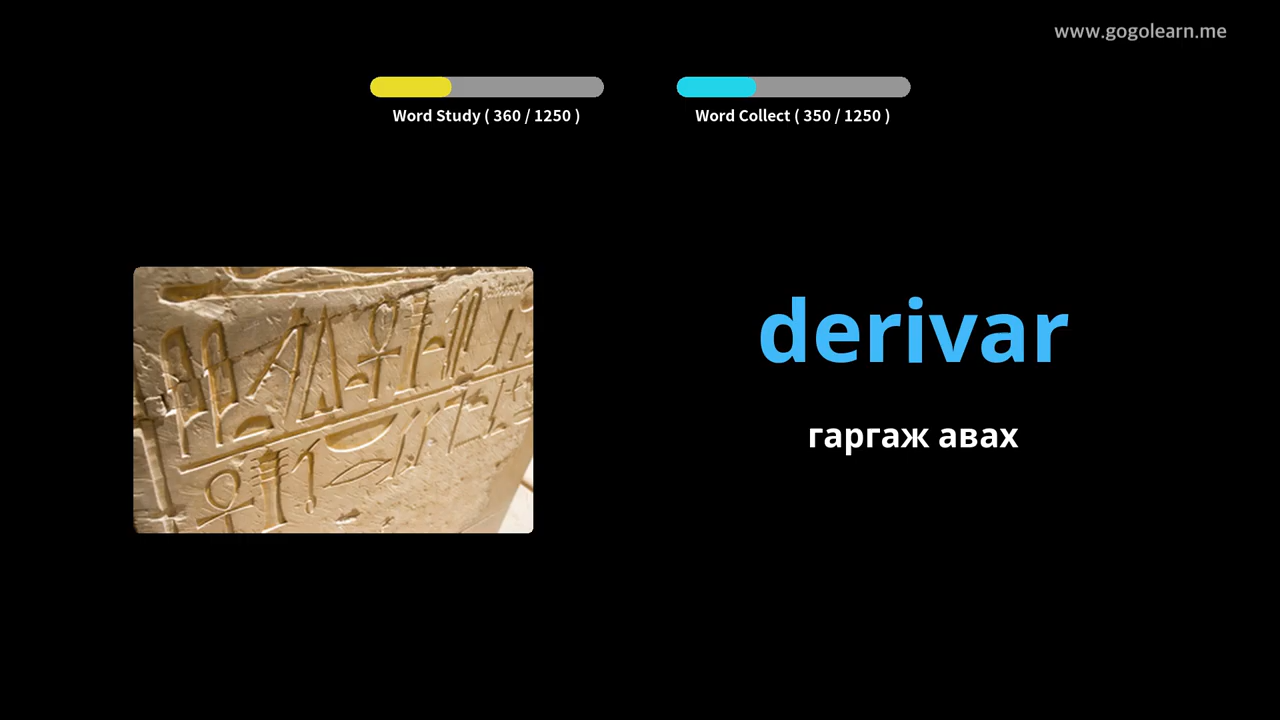 www.gogolearn.me
Word Study ( 360 / 1250 )
Word Collect ( 350 / 1250 )
derivar
гаргаж авах